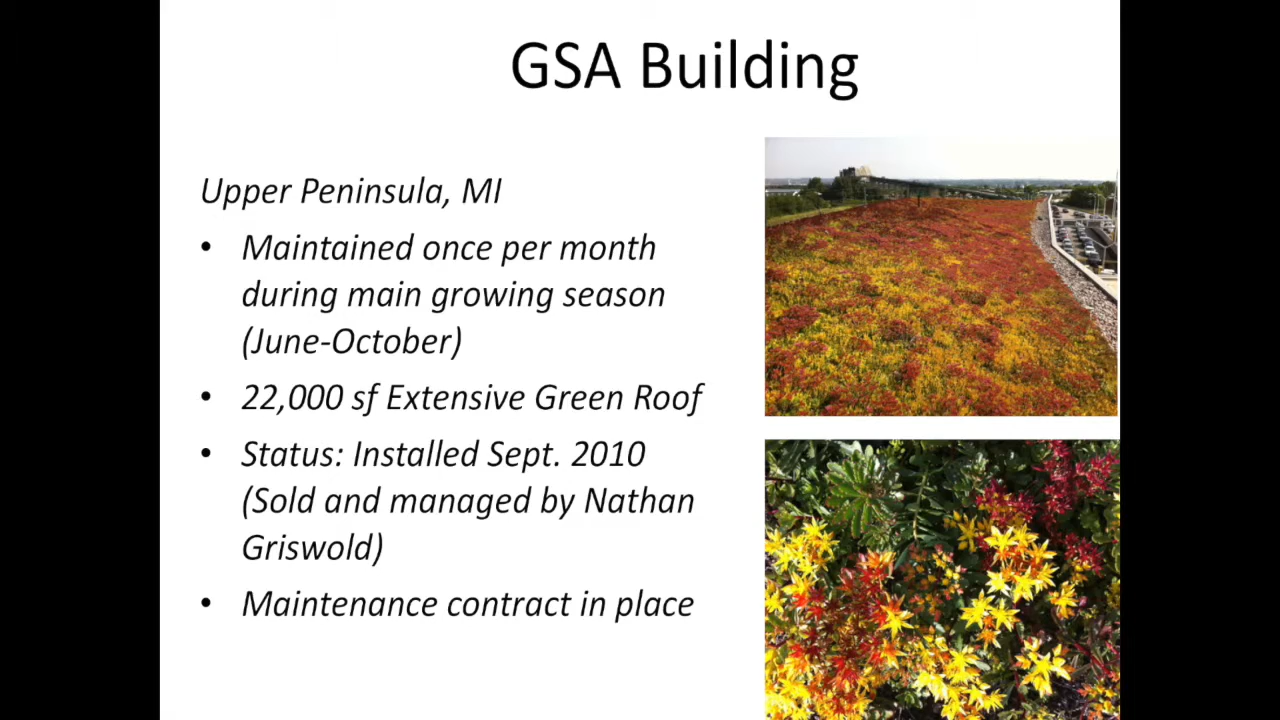 GSA Building
Upper Peninsula, MI
• Maintained once per month
during main growing season
(June-October)
• 22,000 sf Extensive Green Roof
• Status: Installed Sept. 2010
(Sold and managed by Nathan
Griswold)
• Maintenance contract in place